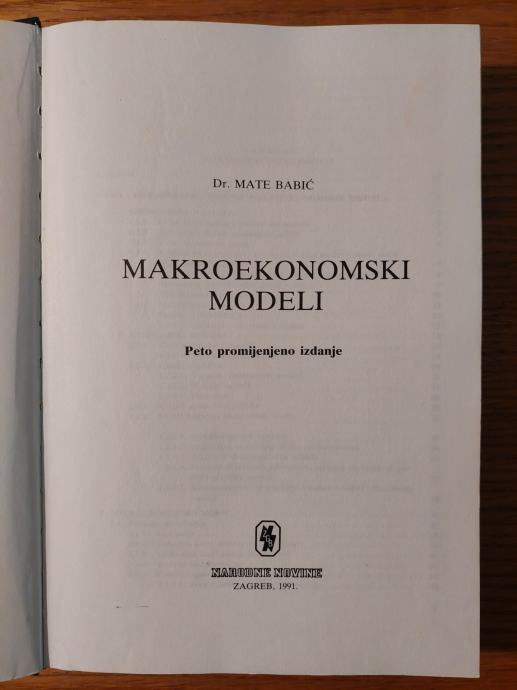 Dr. MATE BABIĆ
MAKROEKONOMSKI
MODELI
Peto promijenjeno izdanje
NARODNE NOVINE
ZAGREB, 1991.